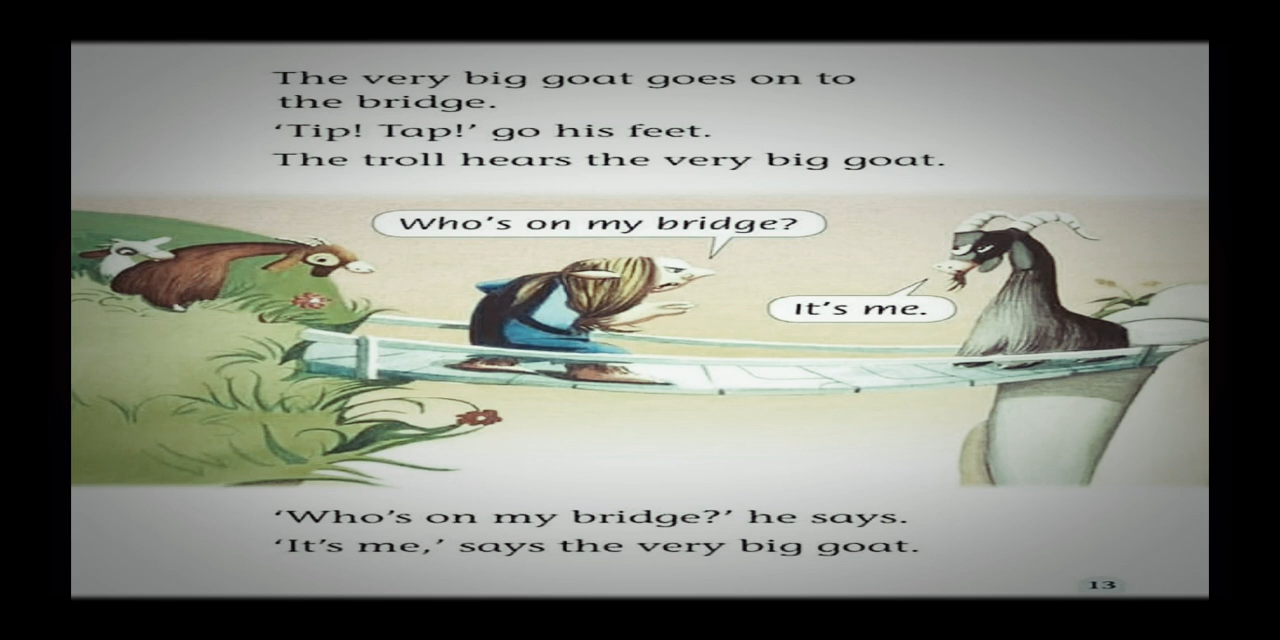 The very big goat goes on to
the bridge.
‘Tip! Tap!’ go his feet.
The troll hears the very big goat.
Who’s on my bridge?
It’s me.
‘Who’s on my bridge?’ he says.
‘It’s me,’ says the very big goat.
13